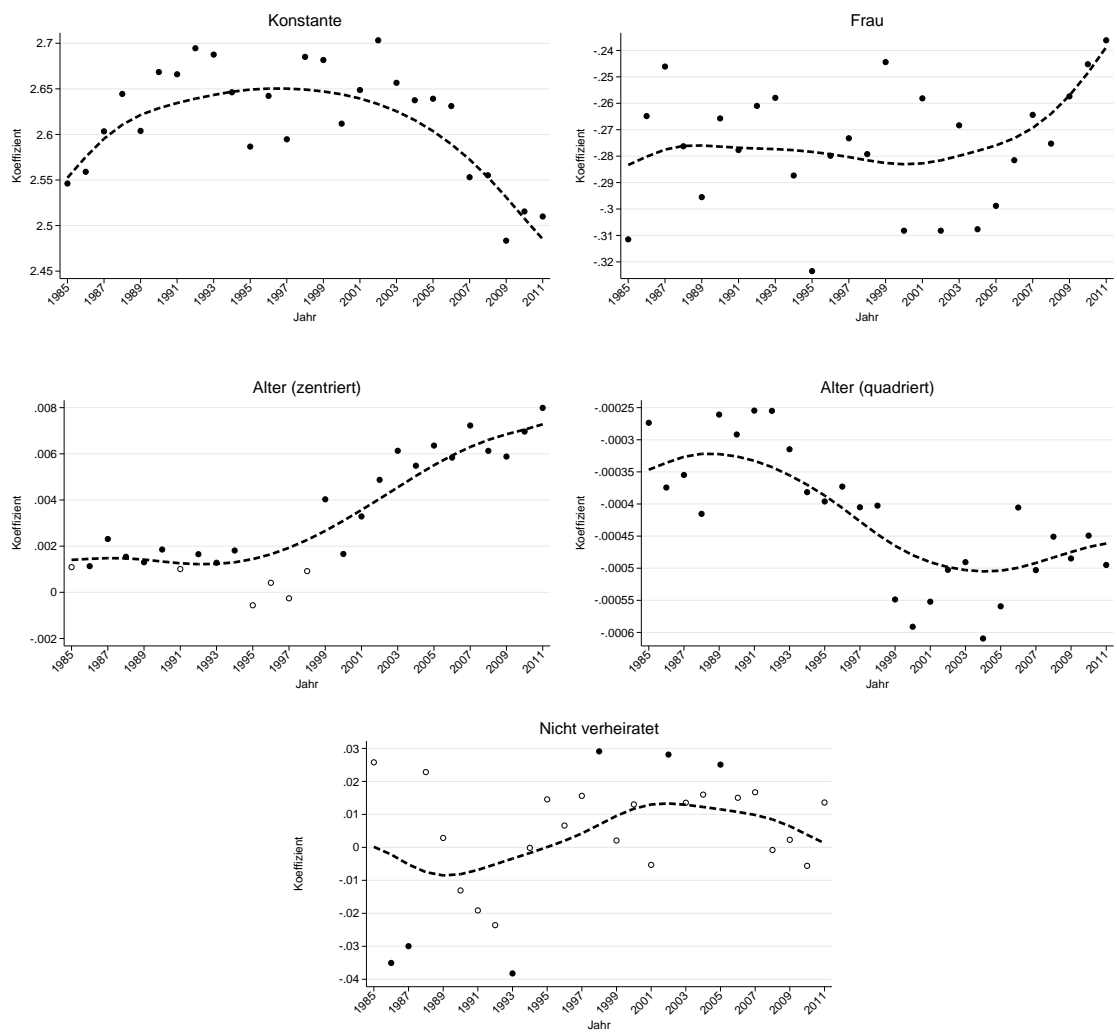 Konstante
2.7
2.65
2.6
2.55
2.5
2.45
Koeffizient
1985 1987 1989 1991 1993 1995 1997 1999 2001 2003 2005 2007 2009 2011
Jahr
Frau
-.24
-.25
-.26
-.27
-.28
-.29
-.3
-.31
-.32
Koeffizient
1985 1987 1989 1991 1993 1995 1997 1999 2001 2003 2005 2007 2009 2011
Jahr
Alter (zentriert)
.008
.006
.004
.002
0
-.002
Koeffizient
1985 1987 1989 1991 1993 1995 1997 1999 2001 2003 2005 2007 2009 2011
Jahr
Alter (quadriert)
-.00025
-.0003
-.00035
-.0004
-.00045
-.0005
-.00055
-.0006
Koeffizient
1985 1987 1989 1991 1993 1995 1997 1999 2001 2003 2005 2007 2009 2011
Jahr
Nicht verheiratet
.03
.02
.01
0
-.01
-.02
-.03
-.04
Koeffizient
1985 1987 1989 1991 1993 1995 1997 1999 2001 2003 2005 2007 2009 2011
Jahr